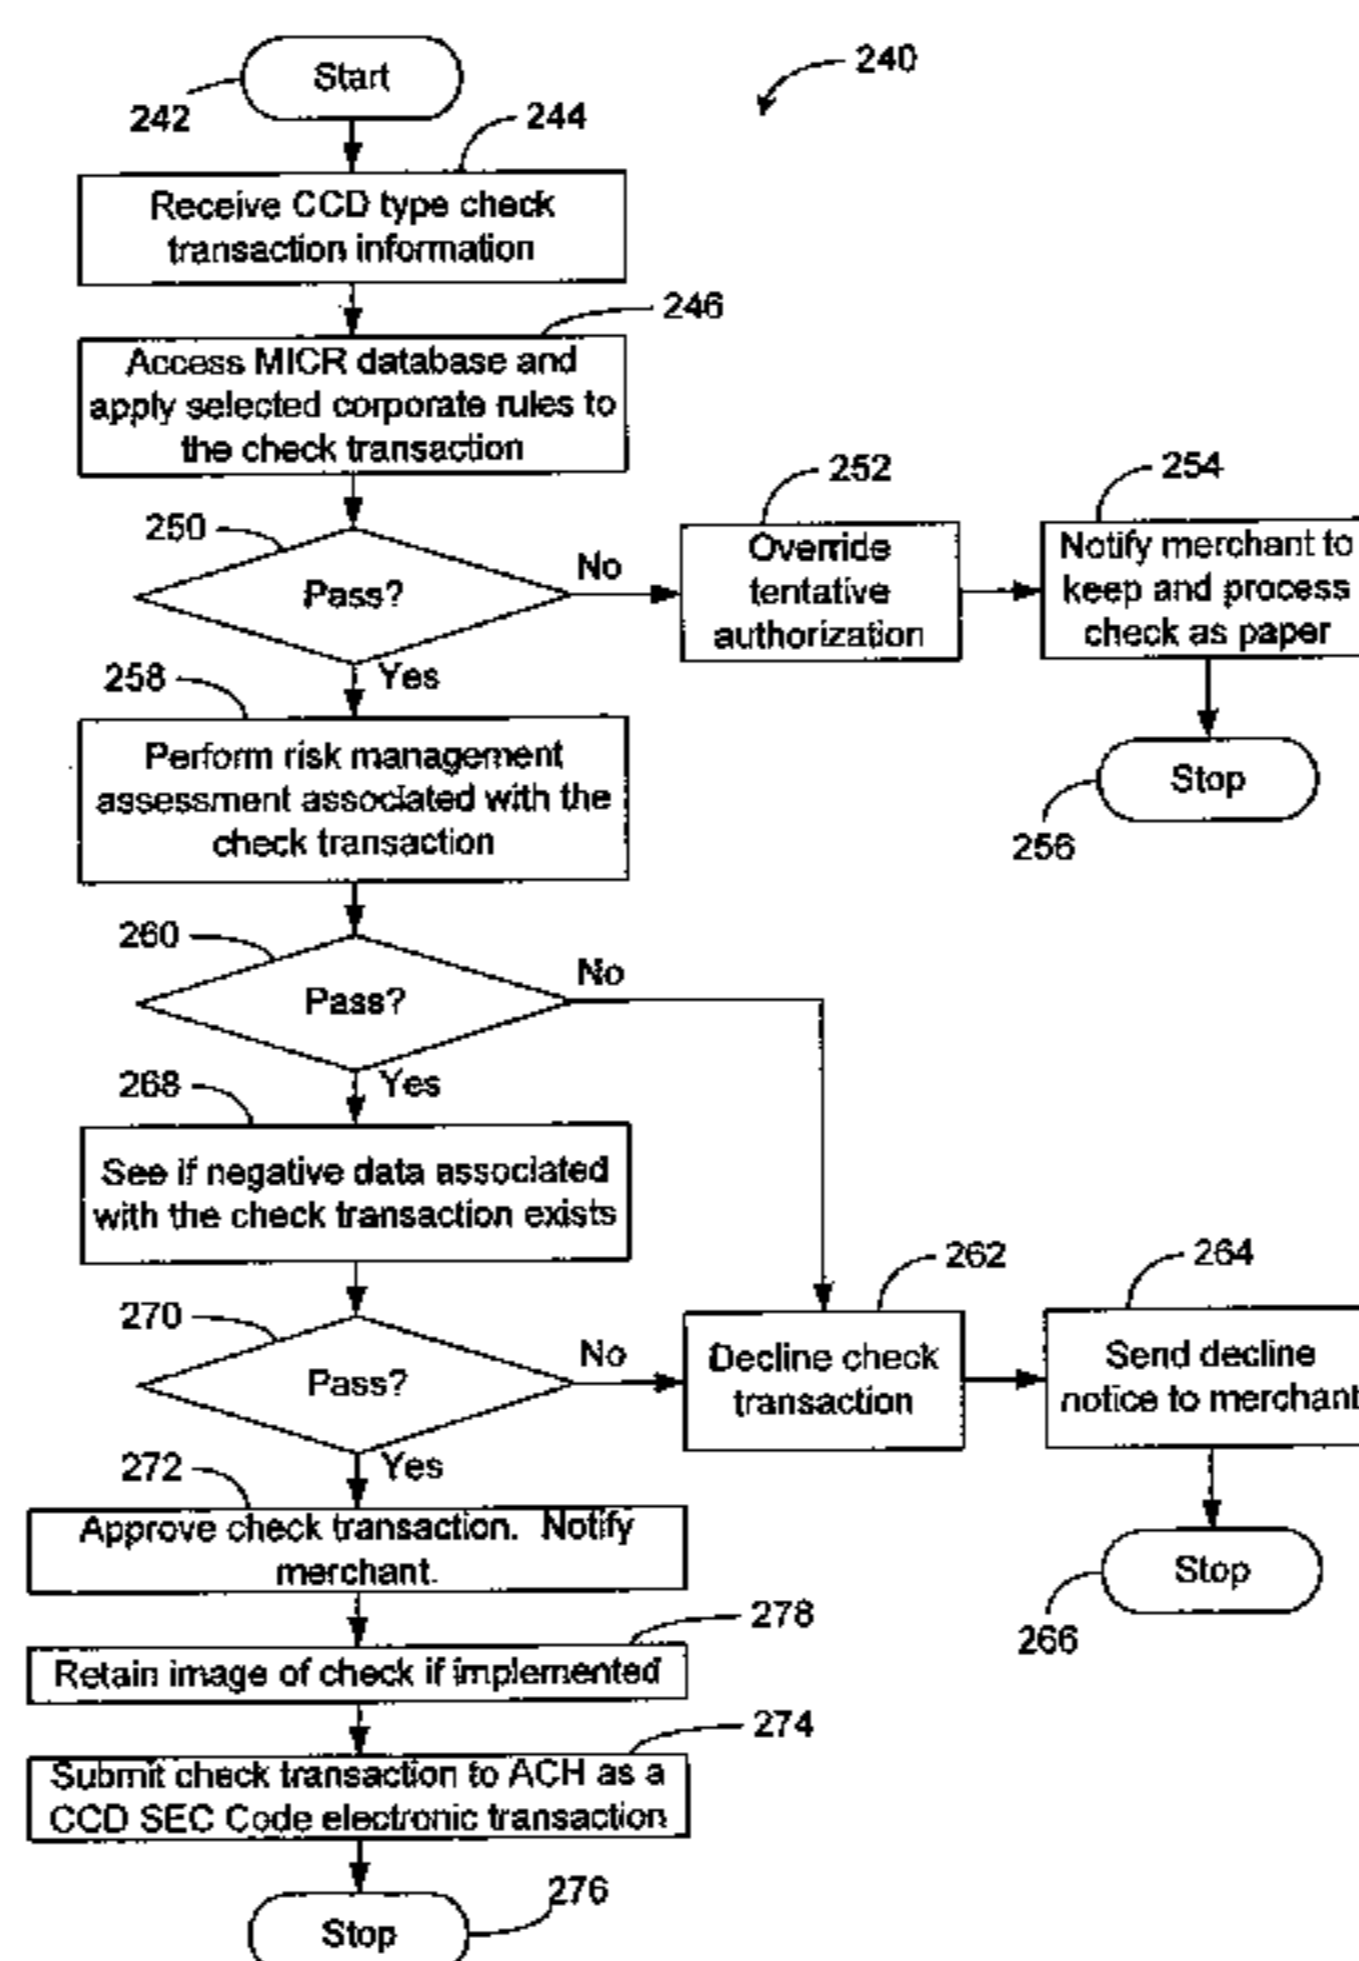 240
Start
242
244
Receive CCD type check
transaction information
246
Access MICR database and
apply selected corporate rules to
the check transaction
250
Pass?
No
252
Override
tentative
authorization
254
Notify merchant to
keep and process
check as paper
Yes
Stop
256
258
Perform risk management
assessment associated with the
check transaction
260
Pass?
No
Yes
268
See if negative data associated
with the check transaction exists
270
Pass?
No
262
Decline check
transaction
264
Send decline
notice to merchant
Yes
Stop
266
272
Approve check transaction. Notify
merchant.
278
Retain image of check if implemented
274
Submit check transaction to ACH as a
CCD SEC Code electronic transaction
276
Stop